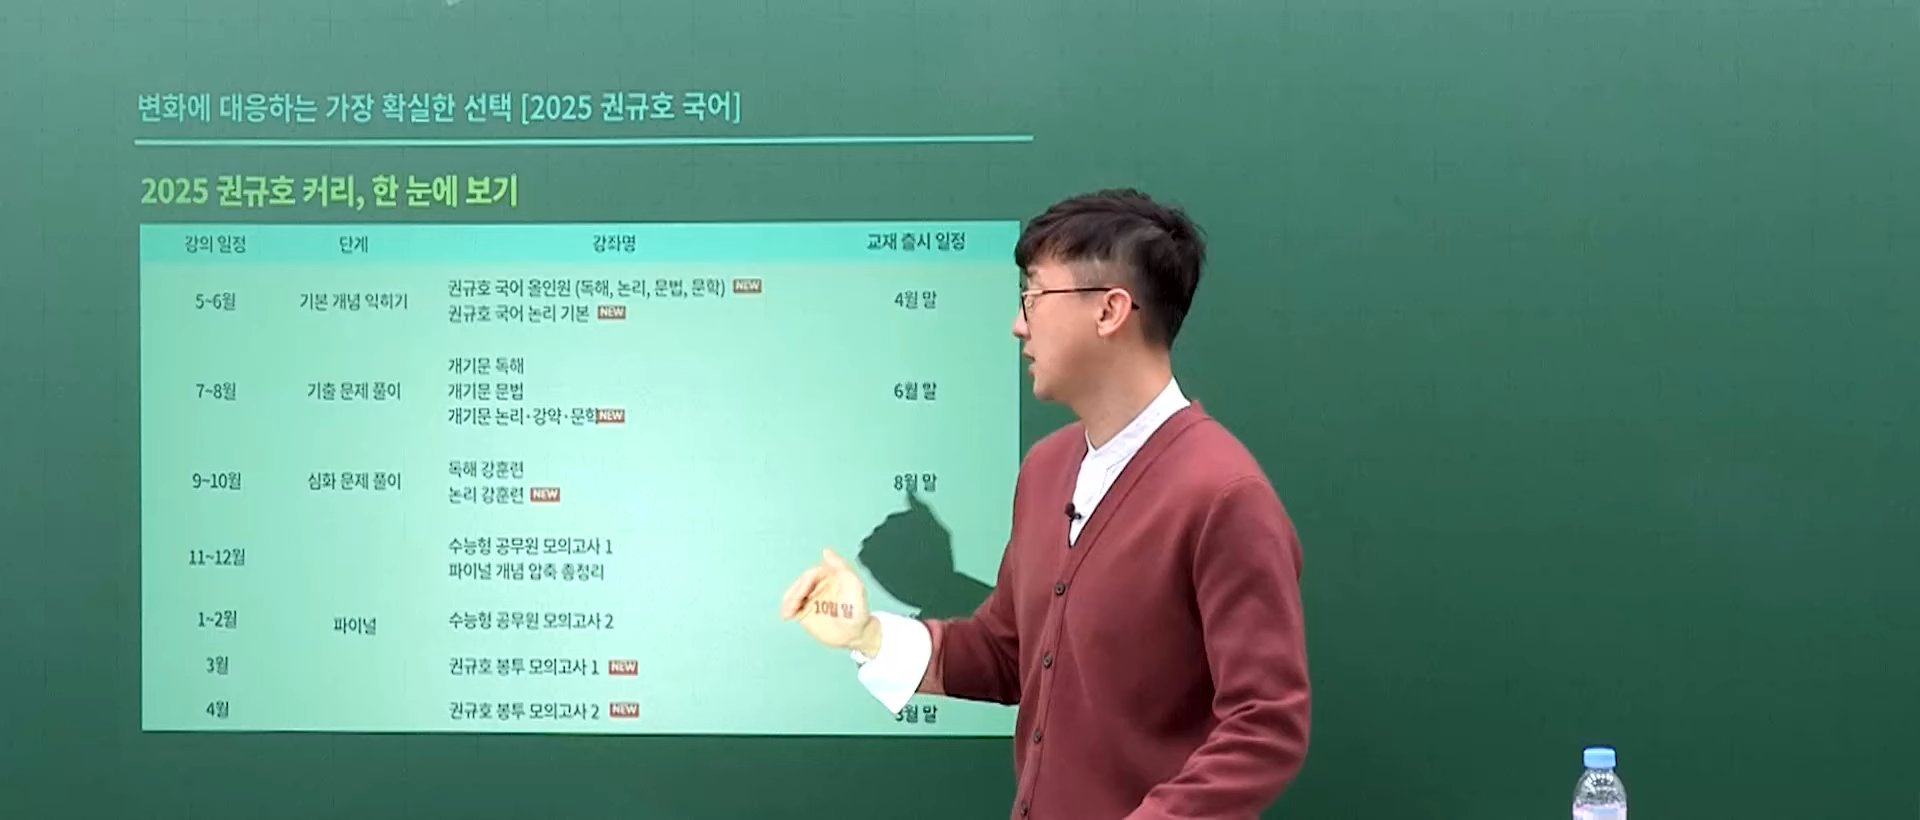 변화에 대응하는 가장 확실한 선택 [2025 권규호 국어]
2025 권규호 커리, 한 눈에 보기
강의 일정 단계 강좌명 교재 출시 일정
5~6월 기본 개념 익히기 권규호 국어 올인원 (독해, 논리, 문법, 문학) NEW 4월 말
권규호 국어 논리 기본 NEW
개기문 독해
7~8월 기출 문제 풀이 개기문 문법 6월 말
개기문 논리·강약·문학 NEW
독해 강훈련
9~10월 심화 문제 풀이 8월 말
논리 강훈련 NEW
수능형 공무원 모의고사 1
11~12월
파이널 개념 압축 총정리
10월 말
1~2월 파이널 수능형 공무원 모의고사 2
3월 권규호 봉투 모의고사 1 NEW
4월 권규호 봉투 모의고사 2 NEW 3월 말